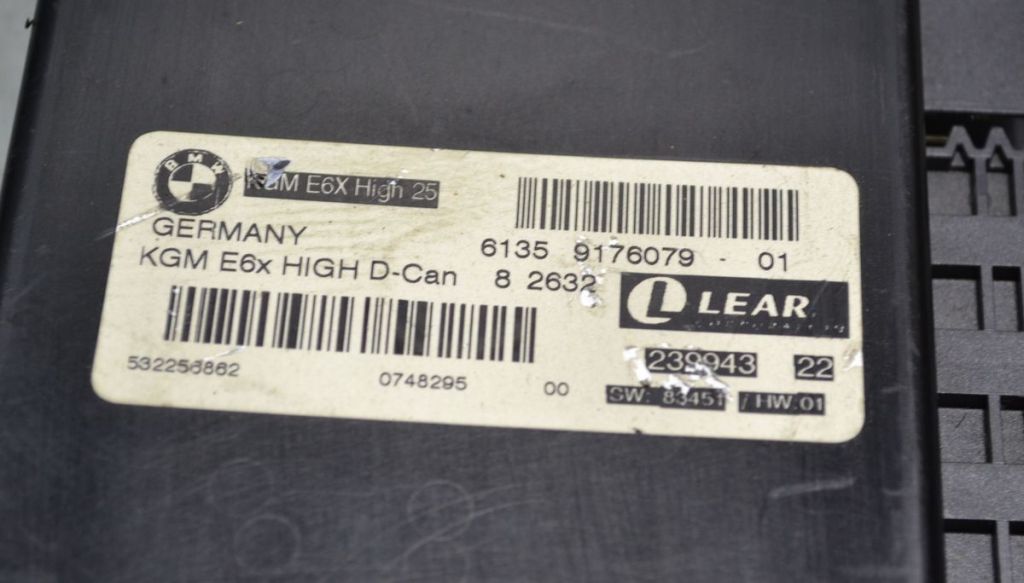 BMW
KGM E6X High 25
GERMANY
KGM E6x HIGH D-Can
6135 9176079 - 01
8 2632
LEAR
532256862
0748295
00
239943 22
SW: 83451 / HW:01